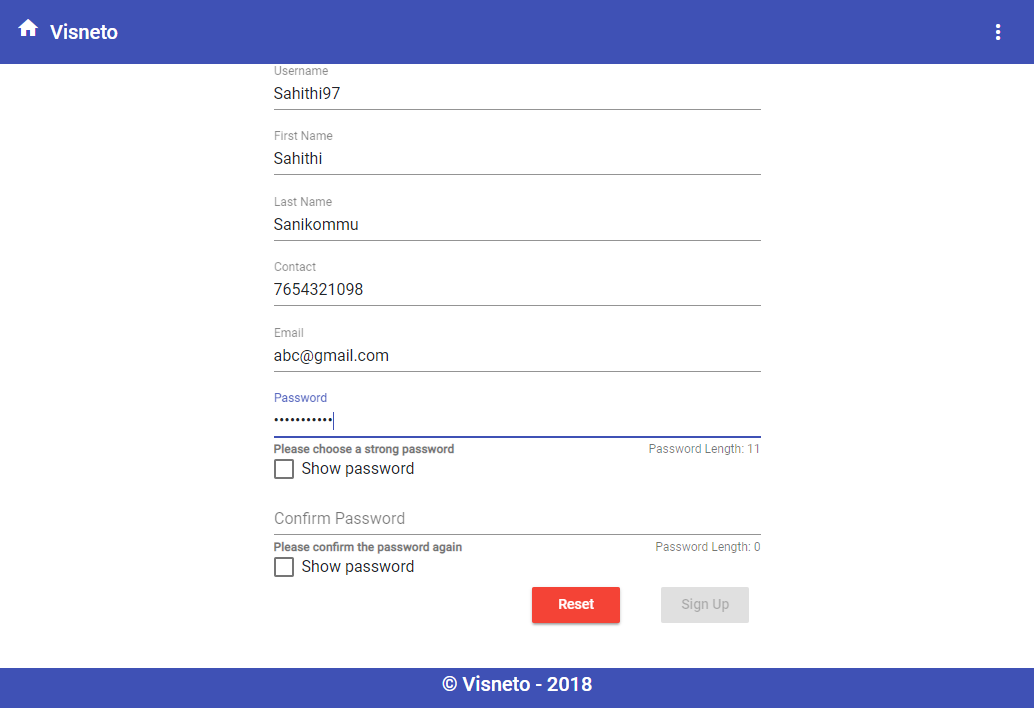 Visneto
Username
Sahithi97
First Name
Sahithi
Last Name
Sanikommu
Contact
7654321098
Email
abc@gmail.com
Password
•••••••••••
Please choose a strong password Password Length: 11
Show password
Confirm Password
Please confirm the password again Password Length: 0
Show password
Reset Sign Up
© Visneto - 2018